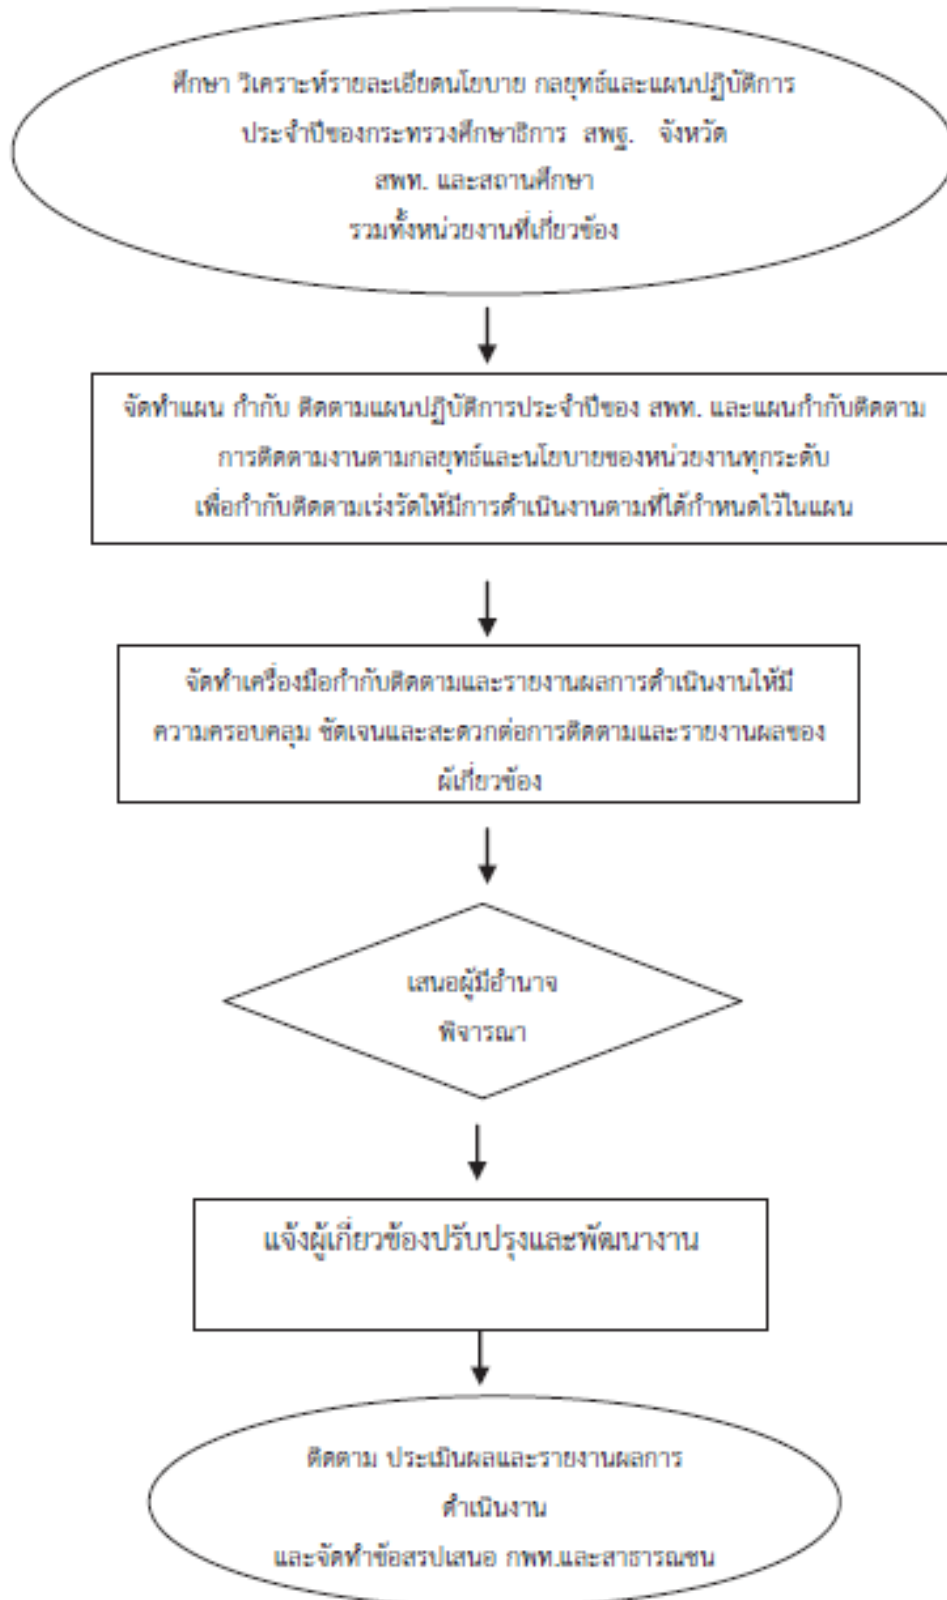 ศึกษา วิเคราะห์รายละเอียดนโยบาย กลยุทธ์และแผนปฏิบัติการ
ประจำปีของกระทรวงศึกษาธิการ สพฐ. จังหวัด
สพท. และสถานศึกษา
รวมทั้งหน่วยงานที่เกี่ยวข้อง
จัดทำแผน กำกับ ติดตามแผนปฏิบัติการประจำปีของ สพท. และแผนกำกับติดตาม
การติดตามงานตามกลยุทธ์และนโยบายของหน่วยงานทุกระดับ
เพื่อกำกับติดตามเร่งรัดให้มีการดำเนินงานตามที่ได้กำหนดไว้ในแผน
จัดทำเครื่องมือกำกับติดตามและรายงานผลการดำเนินงานให้มี
ความครอบคลุม ชัดเจนและสะดวกต่อการติดตามและรายงานผลของ
ผู้เกี่ยวข้อง
เสนอผู้มีอำนาจ
พิจารณา
แจ้งผู้เกี่ยวข้องปรับปรุงและพัฒนางาน
ติดตาม ประเมินผลและรายงานผลการ
ดำเนินงาน
และจัดทำข้อสรุปเสนอ กพท.และสาธารณชน